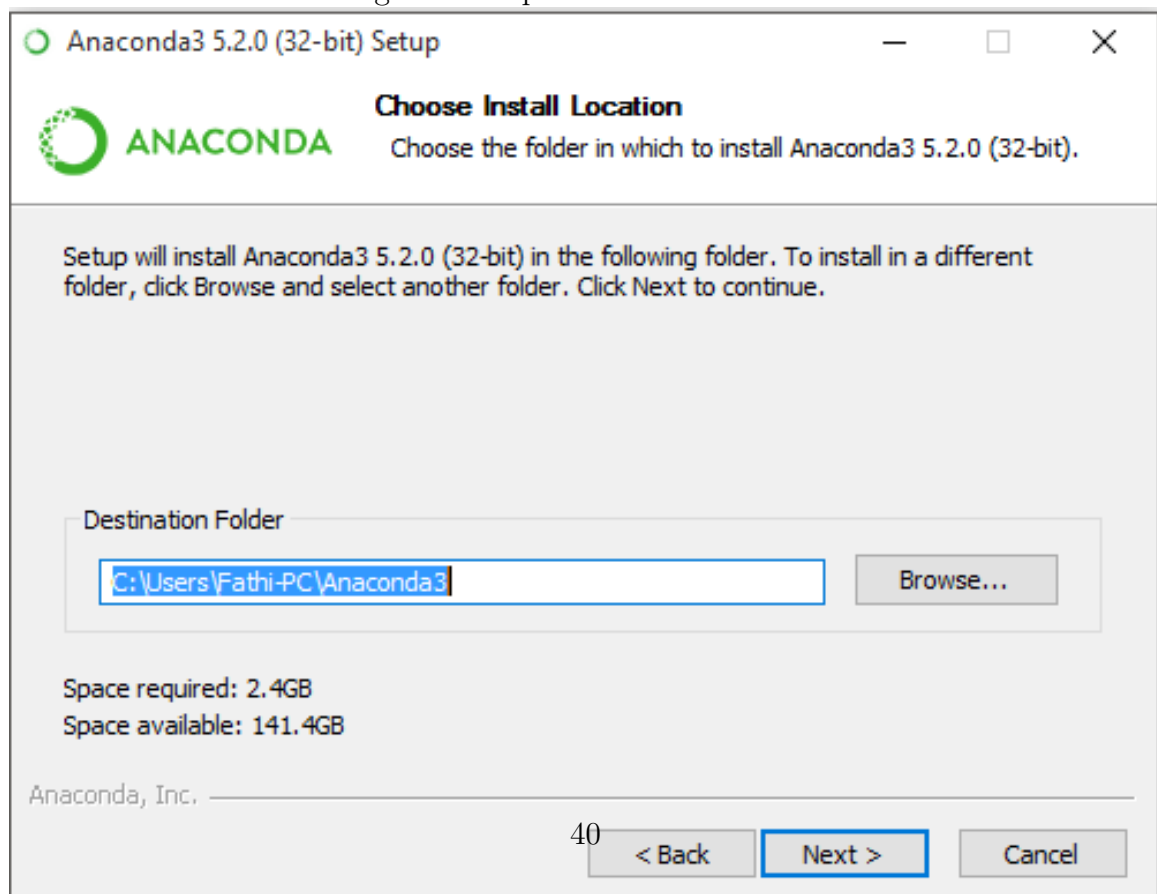 Anaconda3 5.2.0 (32-bit) Setup
ANACONDA
Choose Install Location
Choose the folder in which to install Anaconda3 5.2.0 (32-bit).
Setup will install Anaconda3 5.2.0 (32-bit) in the following folder. To install in a different
folder, click Browse and select another folder. Click Next to continue.
Destination Folder
C:\Users\Fathi-PC\Anaconda3
Browse...
Space required: 2.4GB
Space available: 141.4GB
Anaconda, Inc.
40
< Back Next > Cancel